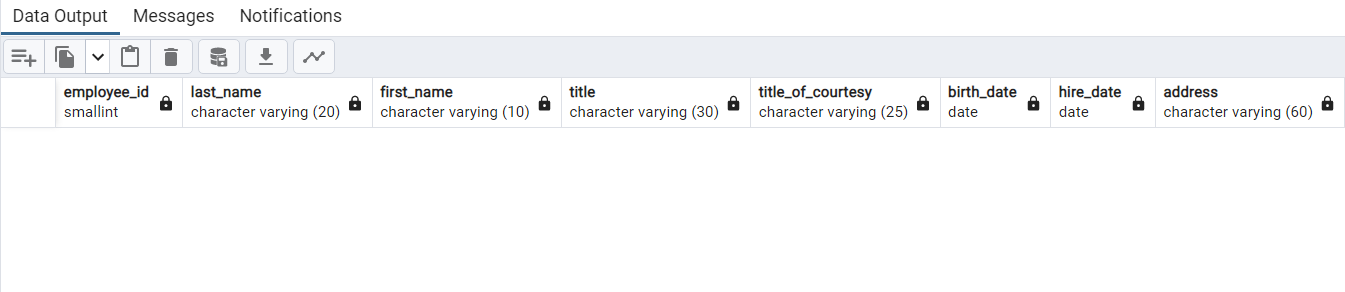 Data Output Messages Notifications
employee_id last_name first_name title title_of_courtesy birth_date hire_date address
smallint character varying (20) character varying (10) character varying (30) character varying (25) date date character varying (60)